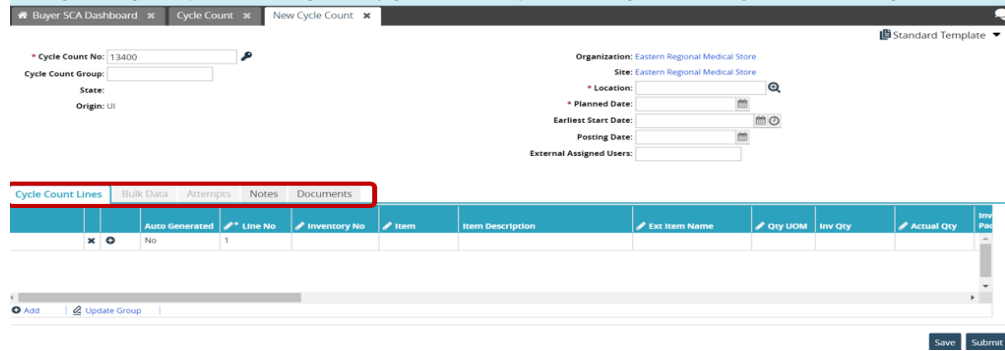 Buyer SCA Dashboard Cycle Count New Cycle Count
Standard Template
* Cycle Count No: 13400
Cycle Count Group:
State:
Origin: UI
Organization: Eastern Regional Medical Store
Site: Eastern Regional Medical Store
* Location:
* Planned Date:
Earliest Start Date:
Posting Date:
External Assigned Users:
Cycle Count Lines Bulk Data Attempts Notes Documents
Auto Generated * Line No Inventory No Item Item Description Ext Item Name Qty UOM Inv Qty Actual Qty Inv
No 1
Add Update Group
Save Submit